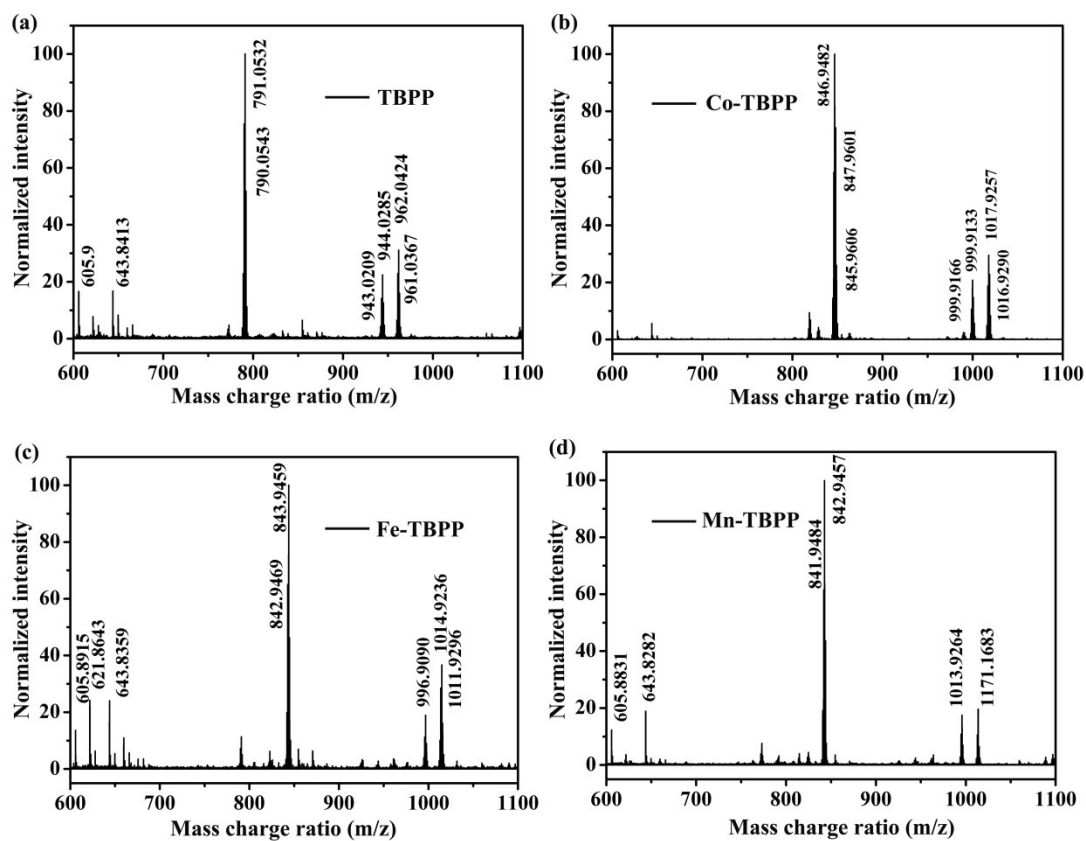 (a)
TBPP
Normalized intensity
100
80
60
40
20
0
605.9
643.8413
790.0543
791.0532
943.0209
944.0285
962.0424
961.0367
600 700 800 900 1000 1100
Mass charge ratio (m/z)
(b)
Co-TBPP
Normalized intensity
100
80
60
40
20
0
846.9482
845.9606
847.9601
999.9166
999.9133
1017.9257
1016.9290
600 700 800 900 1000 1100
Mass charge ratio (m/z)
(c)
Fe-TBPP
Normalized intensity
100
80
60
40
20
0
605.8915
621.8643
643.8359
842.9469
843.9459
996.9090
1014.9236
1011.9296
600 700 800 900 1000 1100
Mass charge ratio (m/z)
(d)
Mn-TBPP
Normalized intensity
100
80
60
40
20
0
605.8831
643.8282
841.9484
842.9457
1013.9264
1171.1683
600 700 800 900 1000 1100
Mass charge ratio (m/z)